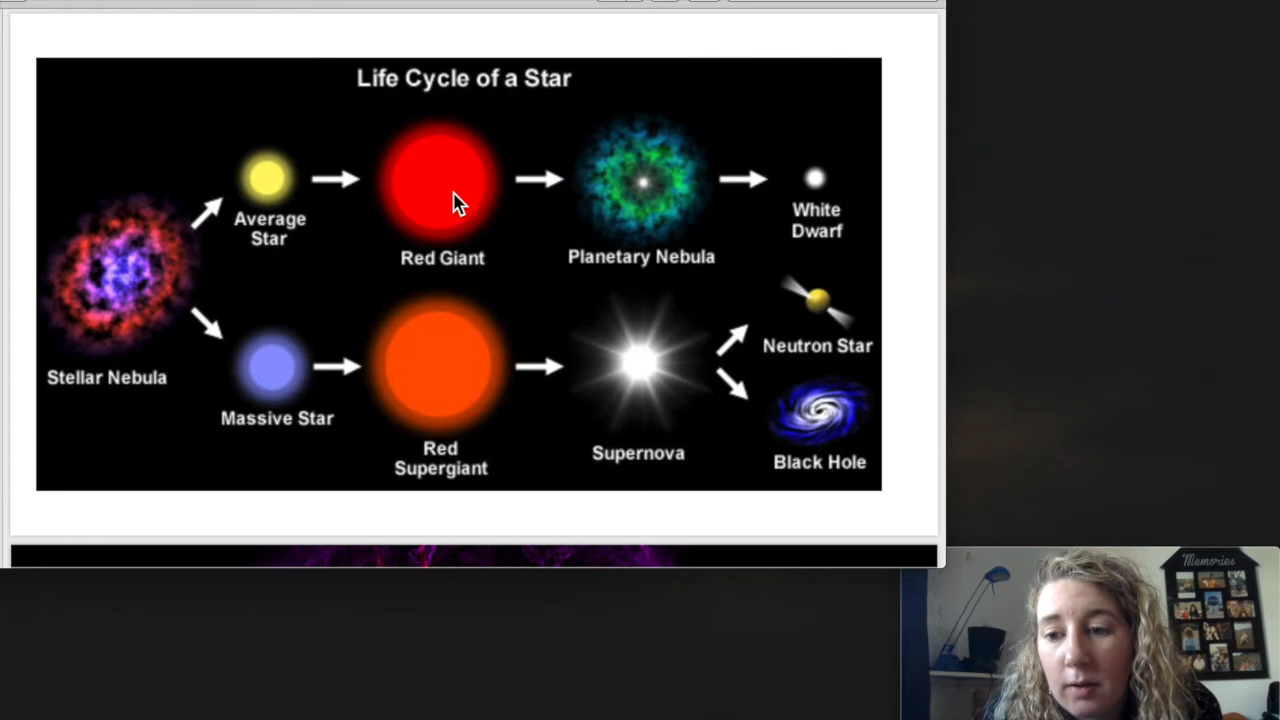 Life Cycle of a Star
Average
Star
Red Giant
Planetary Nebula
White
Dwarf
Stellar Nebula
Massive Star
Red
Supergiant
Supernova
Neutron Star
Black Hole
Memories